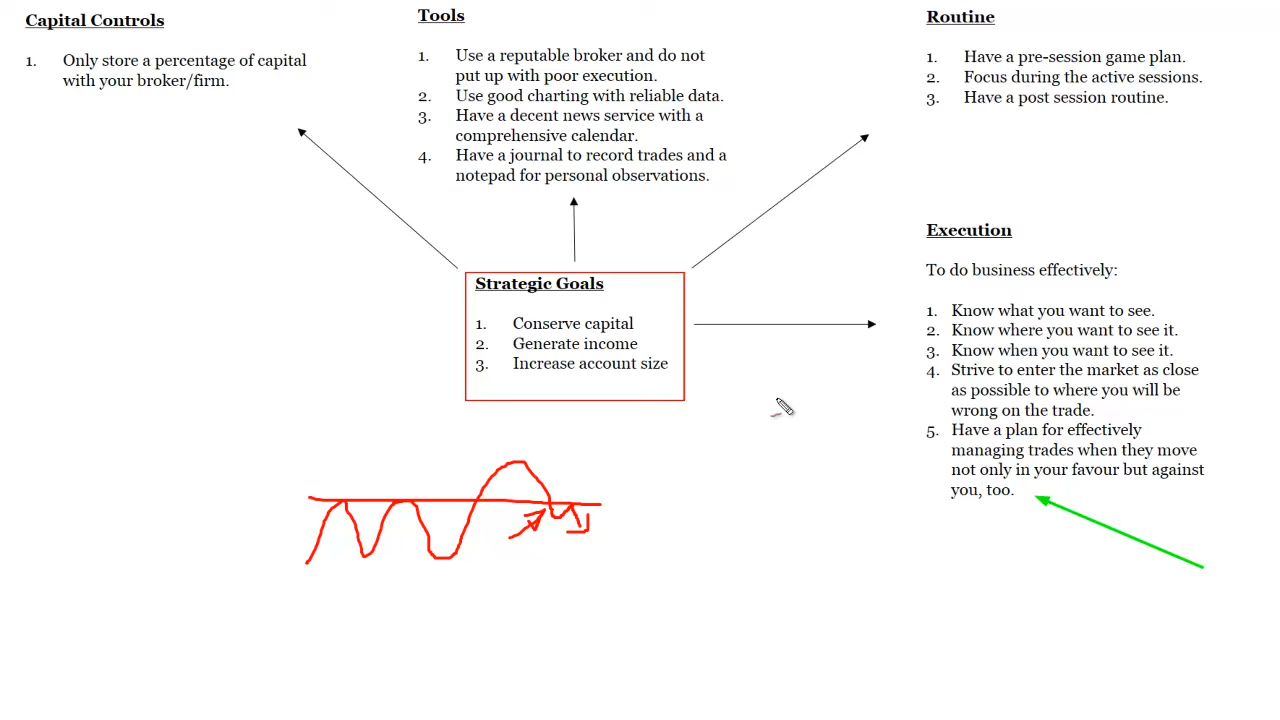 Capital Controls
1. Only store a percentage of capital
with your broker/firm.
Tools
1. Use a reputable broker and do not
put up with poor execution.
2. Use good charting with reliable data.
3. Have a decent news service with a
comprehensive calendar.
4. Have a journal to record trades and a
notepad for personal observations.
Routine
1. Have a pre-session game plan.
2. Focus during the active sessions.
3. Have a post session routine.
Strategic Goals
1. Conserve capital
2. Generate income
3. Increase account size
Execution
To do business effectively:
1. Know what you want to see.
2. Know where you want to see it.
3. Know when you want to see it.
4. Strive to enter the market as close
as possible to where you will be
wrong on the trade.
5. Have a plan for effectively
managing trades when they move
not only in your favour but against
you, too.